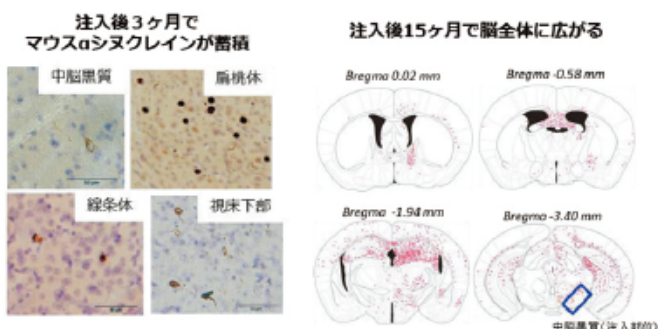 注入後3ヶ月で
マウスαシヌクレインが蓄積
中脳黒質
扁桃体
線条体
視床下部
注入後15ヶ月で脳全体に広がる
Bregma 0.02 mm
Bregma -0.58 mm
Bregma -1.94 mm
Bregma -3.40 mm
中脳黒質(注入部位)